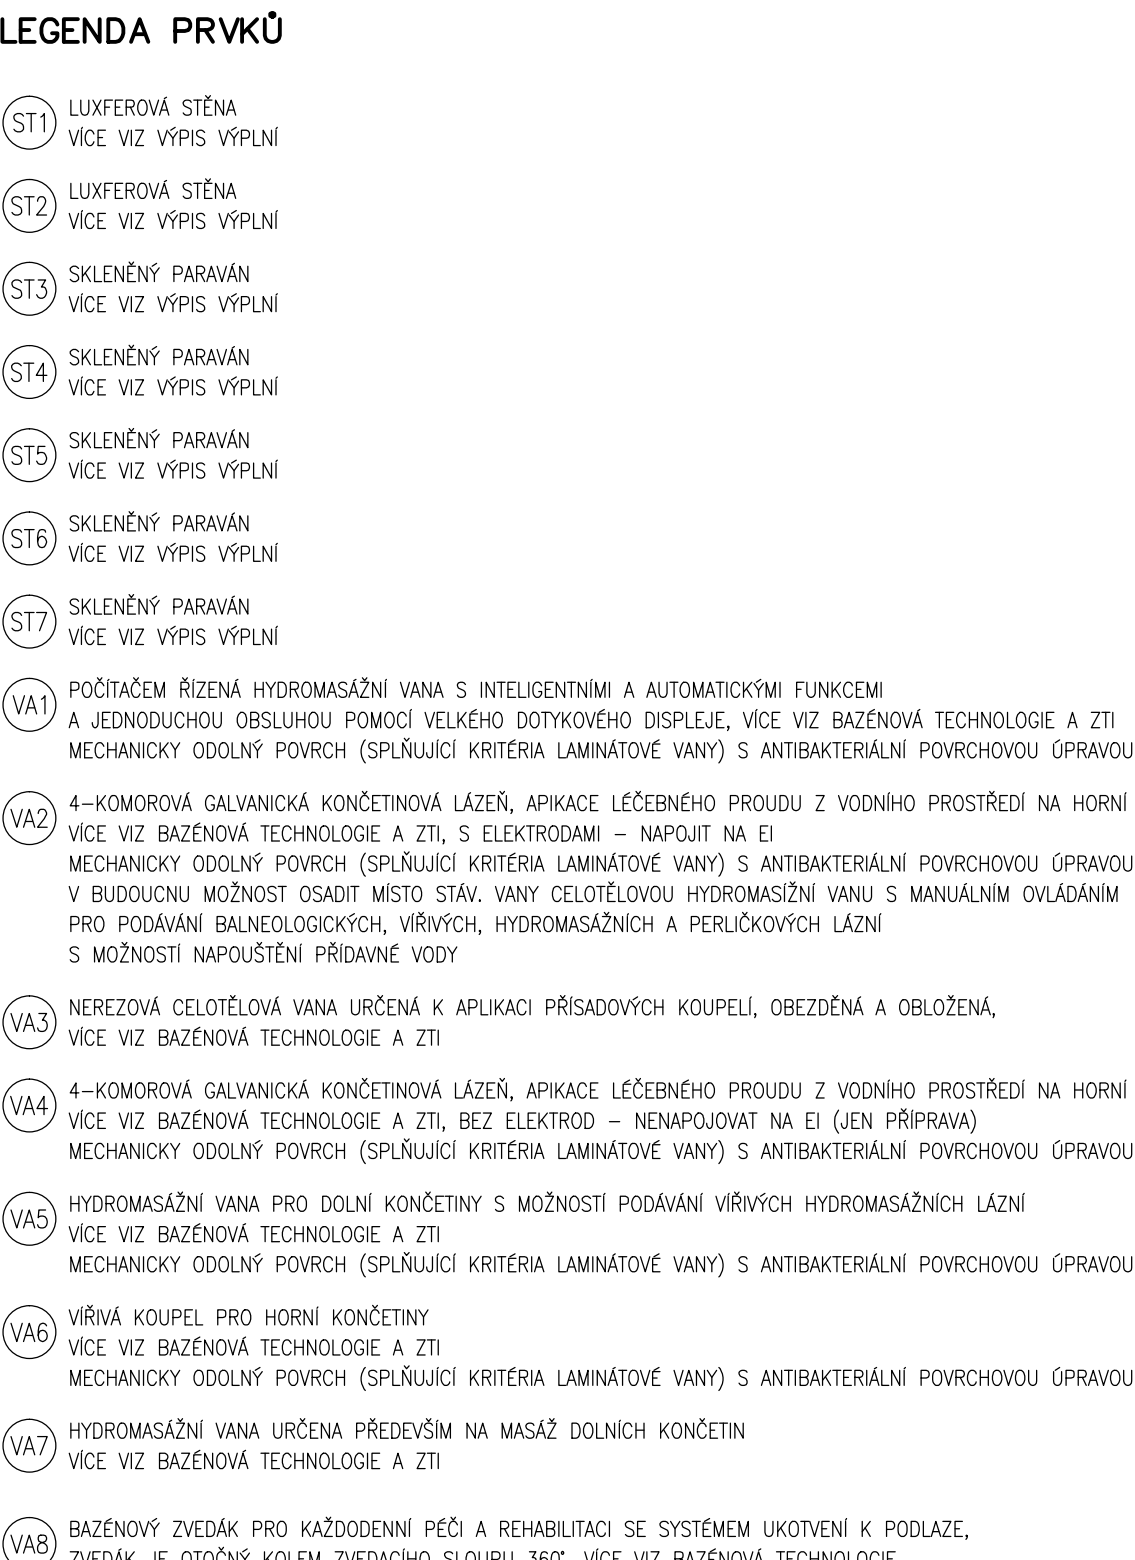 LEGENDA PRVKŮ
ST1 LUXFEROVÁ STĚNA
VÍCE VIZ VÝPIS VÝPLNÍ
ST2 LUXFEROVÁ STĚNA
VÍCE VIZ VÝPIS VÝPLNÍ
ST3 SKLENĚNÝ PARAVÁN
VÍCE VIZ VÝPIS VÝPLNÍ
ST4 SKLENĚNÝ PARAVÁN
VÍCE VIZ VÝPIS VÝPLNÍ
ST5 SKLENĚNÝ PARAVÁN
VÍCE VIZ VÝPIS VÝPLNÍ
ST6 SKLENĚNÝ PARAVÁN
VÍCE VIZ VÝPIS VÝPLNÍ
ST7 SKLENĚNÝ PARAVÁN
VÍCE VIZ VÝPIS VÝPLNÍ
VA1 POČÍTAČEM ŘÍZENÁ HYDROMASÁŽNÍ VANA S INTELIGENTNÍMI A AUTOMATICKÝMI FUNKCEMI
A JEDNODUCHOU OBSLUHOU POMOCÍ VELKÉHO DOTYKOVÉHO DISPLEJE, VÍCE VIZ BAZÉNOVÁ TECHNOLOGIE A ZTI
MECHANICKY ODOLNÝ POVRCH (SPLŇUJÍCÍ KRITÉRIA LAMINÁTOVÉ VANY) S ANTIBAKTERIÁLNÍ POVRCHOVOU ÚPRAVOU
VA2 4-KOMOROVÁ GALVANICKÁ KONČETINOVÁ LÁZEŇ, APIKACE LÉČEBNÉHO PROUDU Z VODNÍHO PROSTŘEDÍ NA HORNÍ
VÍCE VIZ BAZÉNOVÁ TECHNOLOGIE A ZTI, S ELEKTRODAMI – NAPOJIT NA EI
MECHANICKY ODOLNÝ POVRCH (SPLŇUJÍCÍ KRITÉRIA LAMINÁTOVÉ VANY) S ANTIBAKTERIÁLNÍ POVRCHOVOU ÚPRAVOU
V BUDOUCNU MOŽNOST OSADIT MÍSTO STÁV. VANY CELOTĚLOVOU HYDROMASÍŽNÍ VANU S MANUÁLNÍM OVLÁDÁNÍM
PRO PODÁVÁNÍ BALNEOLOGICKÝCH, VÍŘIVÝCH, HYDROMASÁŽNÍCH A PERLIČKOVÝCH LÁZNÍ
S MOŽNOSTÍ NAPOUŠTĚNÍ PŘÍDAVNÉ VODY
VA3 NEREZOVÁ CELOTĚLOVÁ VANA URČENÁ K APLIKACI PŘÍSADOVÝCH KOUPELÍ, OBEZDĚNÁ A OBLOŽENÁ,
VÍCE VIZ BAZÉNOVÁ TECHNOLOGIE A ZTI
VA4 4-KOMOROVÁ GALVANICKÁ KONČETINOVÁ LÁZEŇ, APIKACE LÉČEBNÉHO PROUDU Z VODNÍHO PROSTŘEDÍ NA HORNÍ
VÍCE VIZ BAZÉNOVÁ TECHNOLOGIE A ZTI, BEZ ELEKTROD – NENAPOJOVAT NA EI (JEN PŘÍPRAVA)
MECHANICKY ODOLNÝ POVRCH (SPLŇUJÍCÍ KRITÉRIA LAMINÁTOVÉ VANY) S ANTIBAKTERIÁLNÍ POVRCHOVOU ÚPRAVOU
VA5 HYDROMASÁŽNÍ VANA PRO DOLNÍ KONČETINY S MOŽNOSTÍ PODÁVÁNÍ VÍŘIVÝCH HYDROMASÁŽNÍCH LÁZNÍ
VÍCE VIZ BAZÉNOVÁ TECHNOLOGIE A ZTI
MECHANICKY ODOLNÝ POVRCH (SPLŇUJÍCÍ KRITÉRIA LAMINÁTOVÉ VANY) S ANTIBAKTERIÁLNÍ POVRCHOVOU ÚPRAVOU
VA6 VÍŘIVÁ KOUPEL PRO HORNÍ KONČETINY
VÍCE VIZ BAZÉNOVÁ TECHNOLOGIE A ZTI
MECHANICKY ODOLNÝ POVRCH (SPLŇUJÍCÍ KRITÉRIA LAMINÁTOVÉ VANY) S ANTIBAKTERIÁLNÍ POVRCHOVOU ÚPRAVOU
VA7 HYDROMASÁŽNÍ VANA URČENA PŘEDEVŠÍM NA MASÁŽ DOLNÍCH KONČETIN
VÍCE VIZ BAZÉNOVÁ TECHNOLOGIE A ZTI
VA8 BAZÉNOVÝ ZVEDÁK PRO KAŽDODENNÍ PÉČI A REHABILITACI SE SYSTÉMEM UKOTVENÍ K PODLAZE,
ZVEDÁK JE OTOČNÝ KOLEM ZVEDACÍHO SLOUPU 360°, VÍCE VIZ BAZÉNOVÁ TECHNOLOGIE